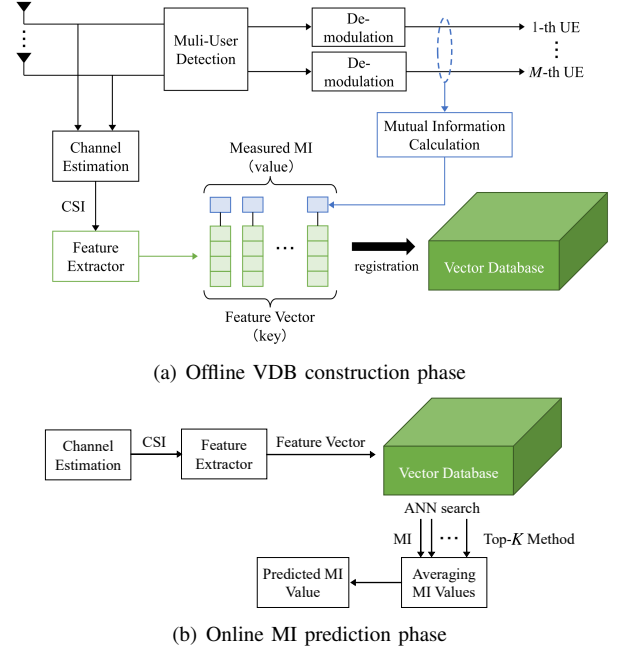 Muli-User
Detection
De-
modulation
1-th UE
De-
modulation
M-th UE
Channel
Estimation
Measured MI
(value)
Mutual Information
Calculation
CSI
Feature
Extractor
registration
Vector Database
Feature Vector
(key)
(a) Offline VDB construction phase
Channel
Estimation
CSI
Feature
Extractor
Feature Vector
Vector Database
ANN search
MI
Top-K Method
Predicted MI
Value
Averaging
MI Values
(b) Online MI prediction phase